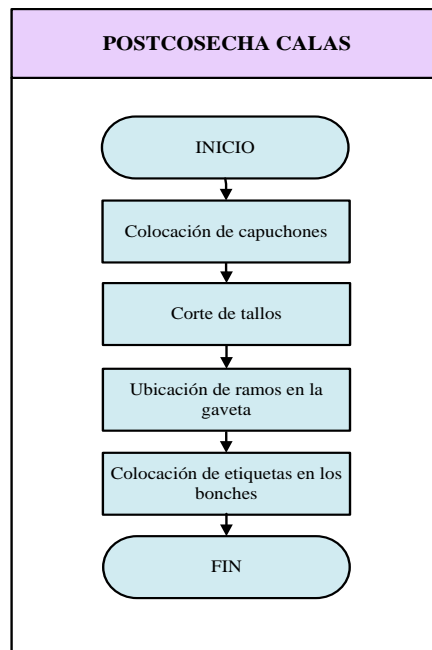 POSTCOSECHA CALAS
INICIO
Colocación de capuchones
Corte de tallos
Ubicación de ramos en la
gaveta
Colocación de etiquetas en los
bonches
FIN